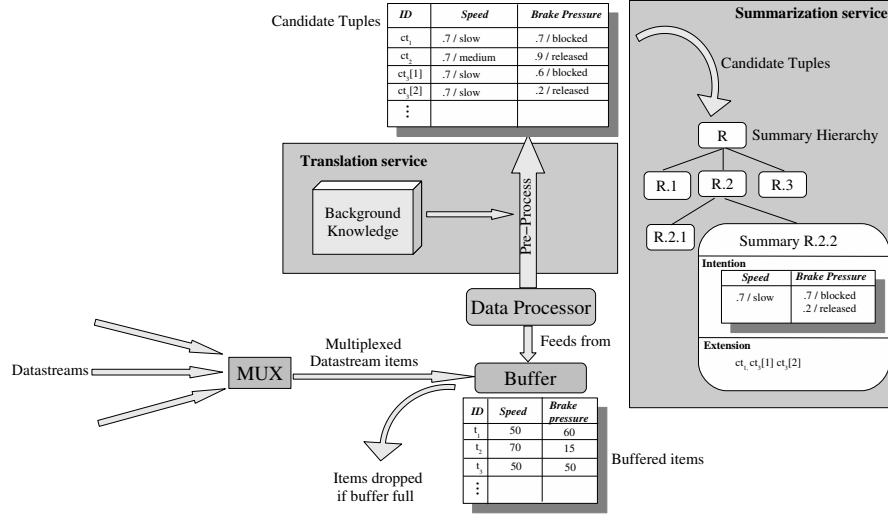 Candidate Tuples
ID Speed Brake Pressure
ct1 .7 / slow .7 / blocked
ct2 .7 / medium .9 / released
ct3[1] .7 / slow .6 / blocked
ct3[2] .7 / slow .2 / released
⋮
Translation service
Background
Knowledge
Pre−Process
Data Processor
Feeds from
Datastreams
MUX
Multiplexed
Datastream items
Buffer
Items dropped
if buffer full
ID Speed Brake
pressure
t1 50 60
t2 70 15
t3 50 50
⋮
Buffered items
Summarization service
Candidate Tuples
R
Summary Hierarchy
R.1 R.2 R.3
R.2.1
Summary R.2.2
Intention
Speed Brake Pressure
.7 / slow .7 / blocked
.2 / released
Extension
ct1, ct3[1] ct3[2]